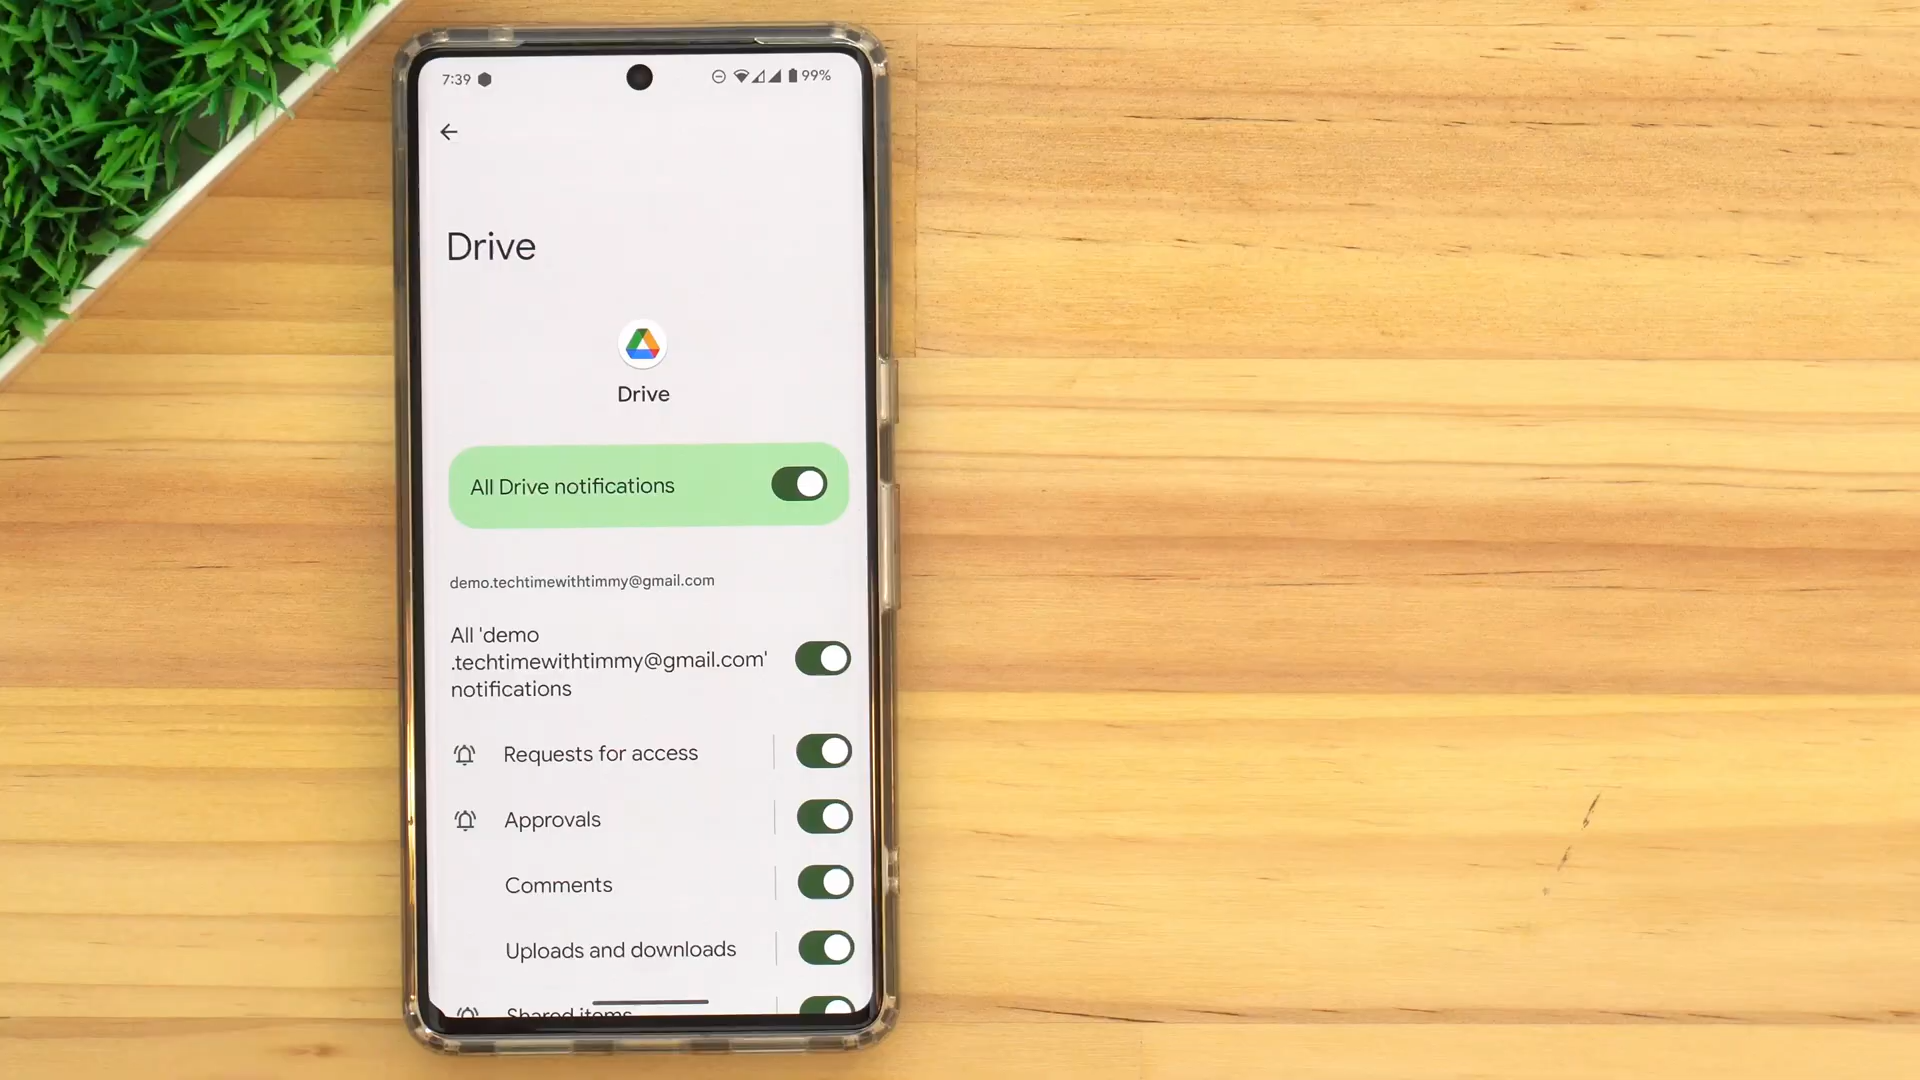 7:39 99%
Drive
Drive
All Drive notifications
demo.techtimewithtimmy@gmail.com
All 'demo
.techtimewithtimmy@gmail.com'
notifications
Requests for access
Approvals
Comments
Uploads and downloads
Shared items